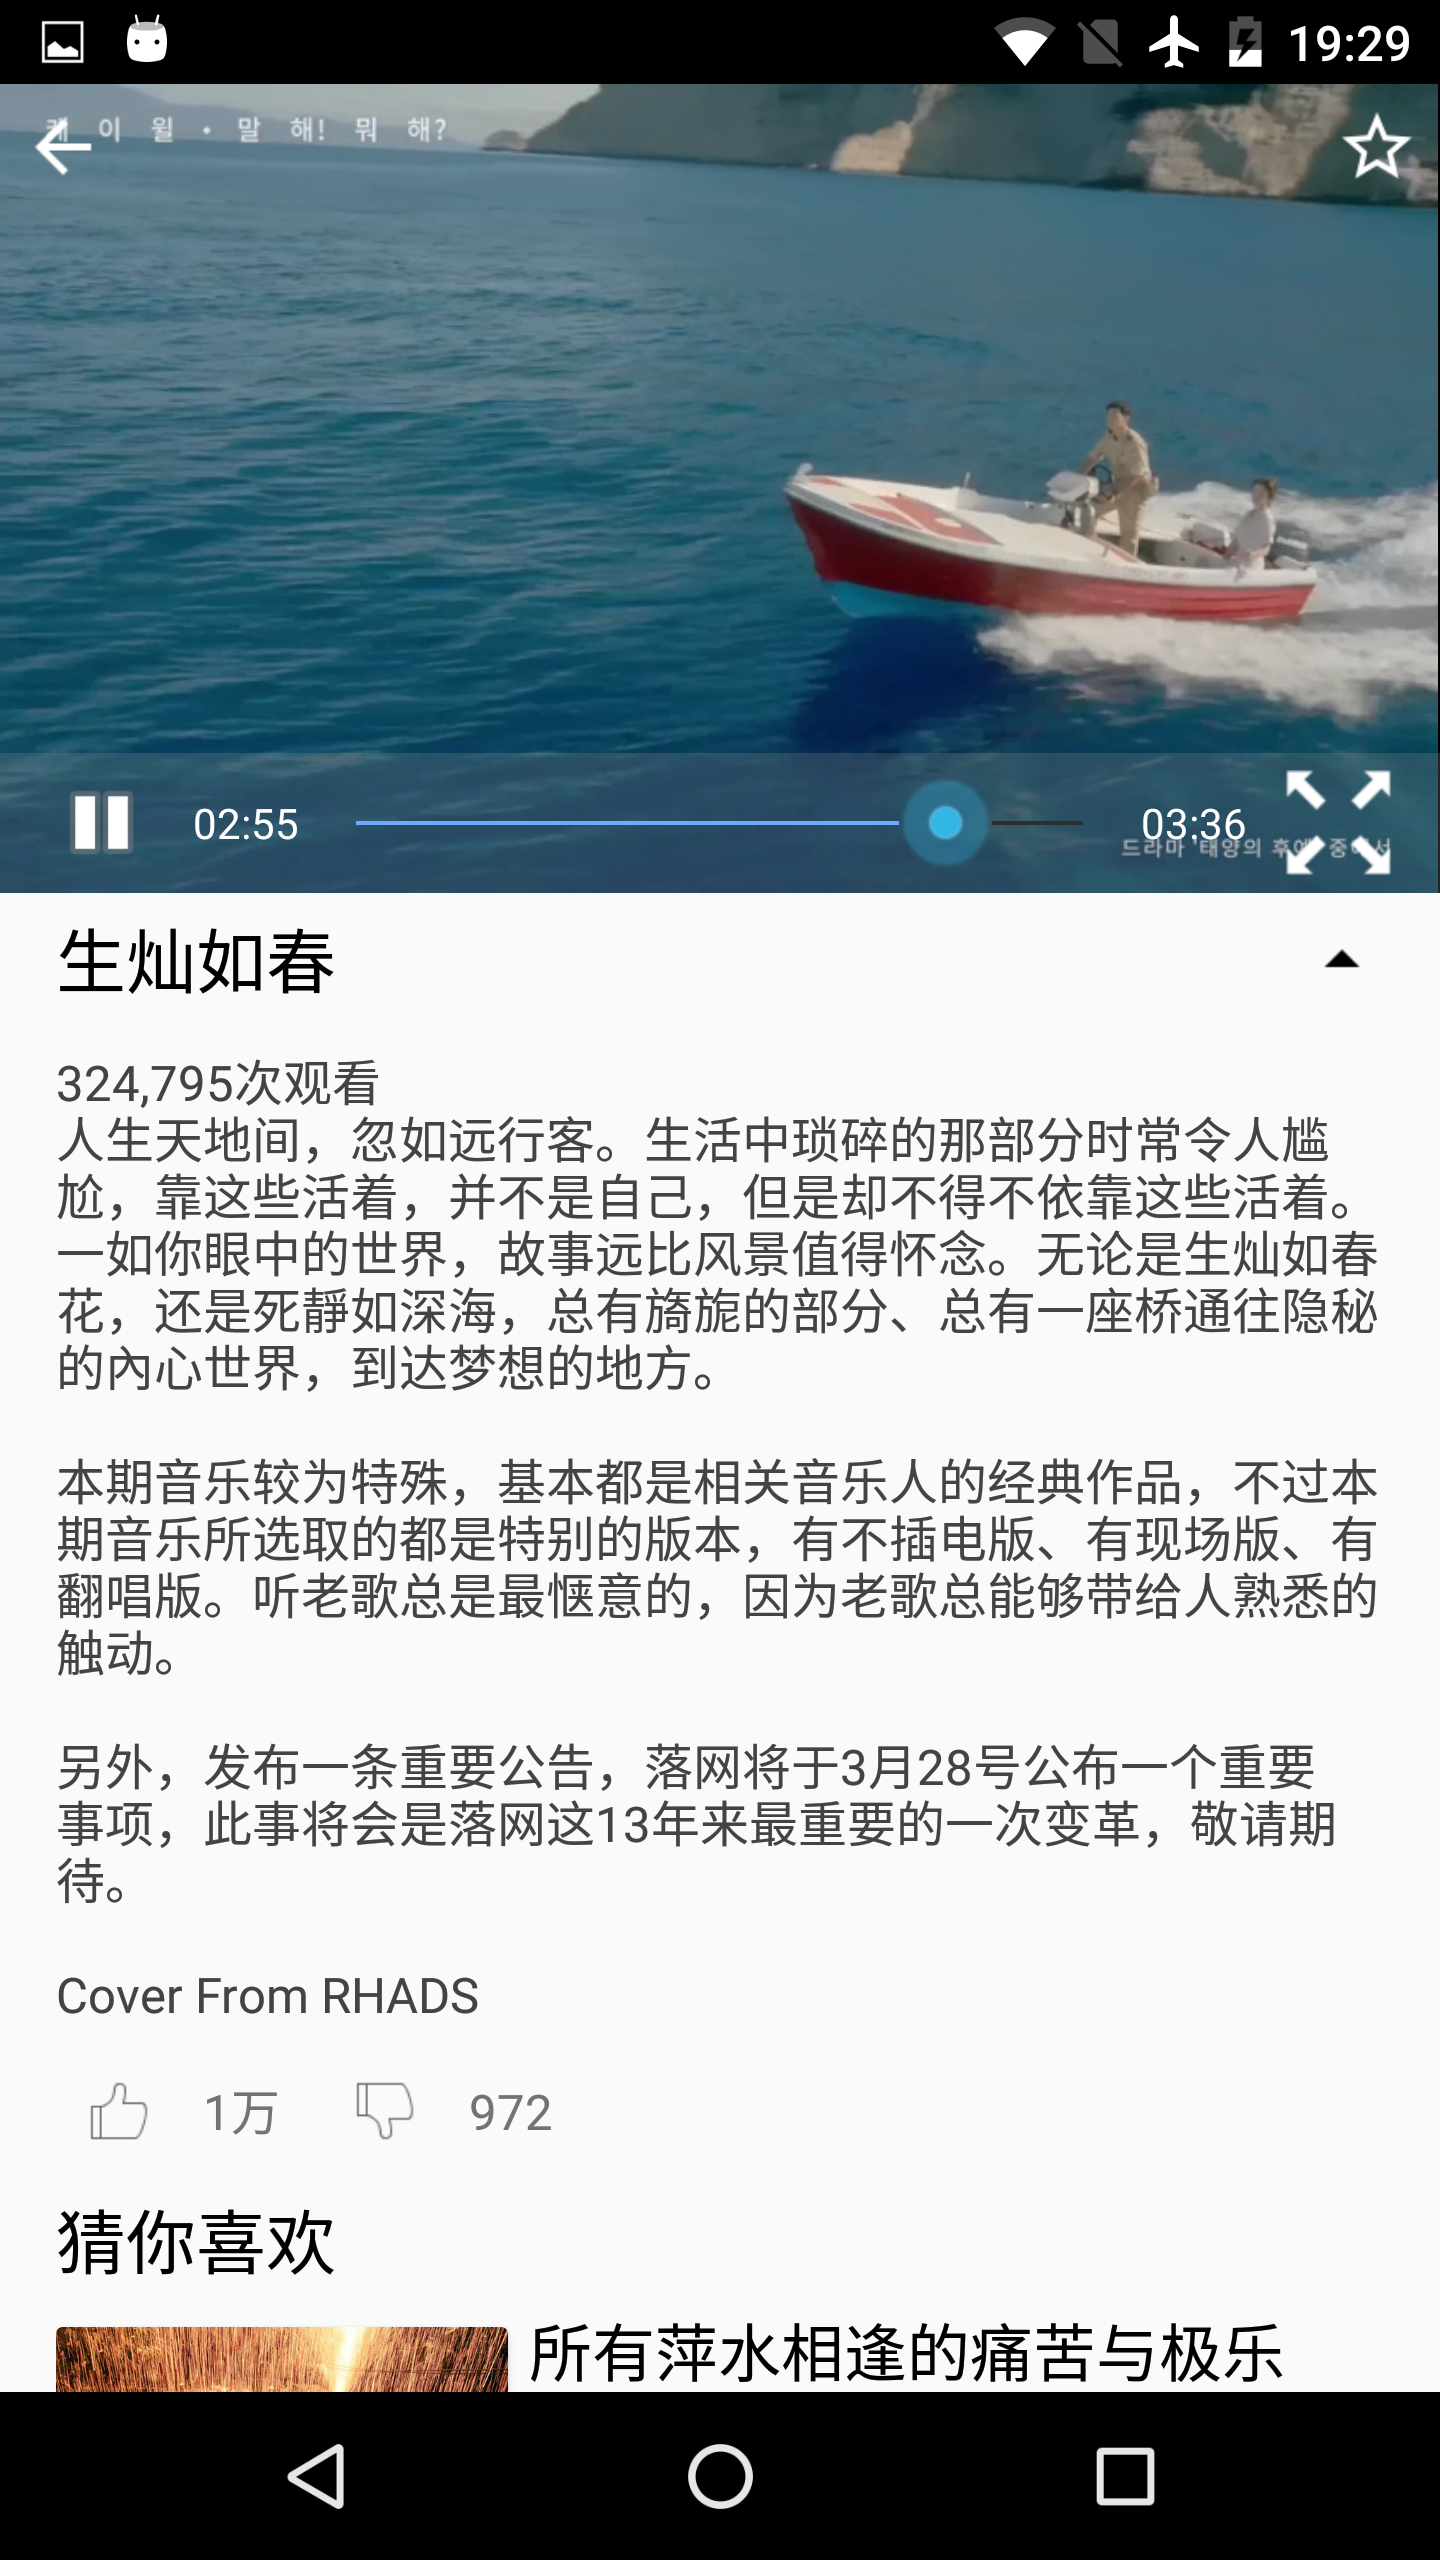 19:29
케이윌 • 말해! 뭐해?
02:55
03:36
드라마 '태양의 후예' 중에서
生灿如春
324,795次观看
人生天地间，忽如远行客。生活中琐碎的那部分时常令人尴
尬，靠这些活着，并不是自己，但是却不得不依靠这些活着。
一如你眼中的世界，故事远比风景值得怀念。无论是生灿如春
花，还是死靜如深海，总有旖旎的部分、总有一座桥通往隐秘
的內心世界，到达梦想的地方。
本期音乐较为特殊，基本都是相关音乐人的经典作品，不过本
期音乐所选取的都是特别的版本，有不插电版、有现场版、有
翻唱版。听老歌总是最惬意的，因为老歌总能够带给人熟悉的
触动。
另外，发布一条重要公告，落网将于3月28号公布一个重要
事项，此事将会是落网这13年来最重要的一次变革，敬请期
待。
Cover From RHADS
1万
972
猜你喜欢
所有萍水相逢的痛苦与极乐